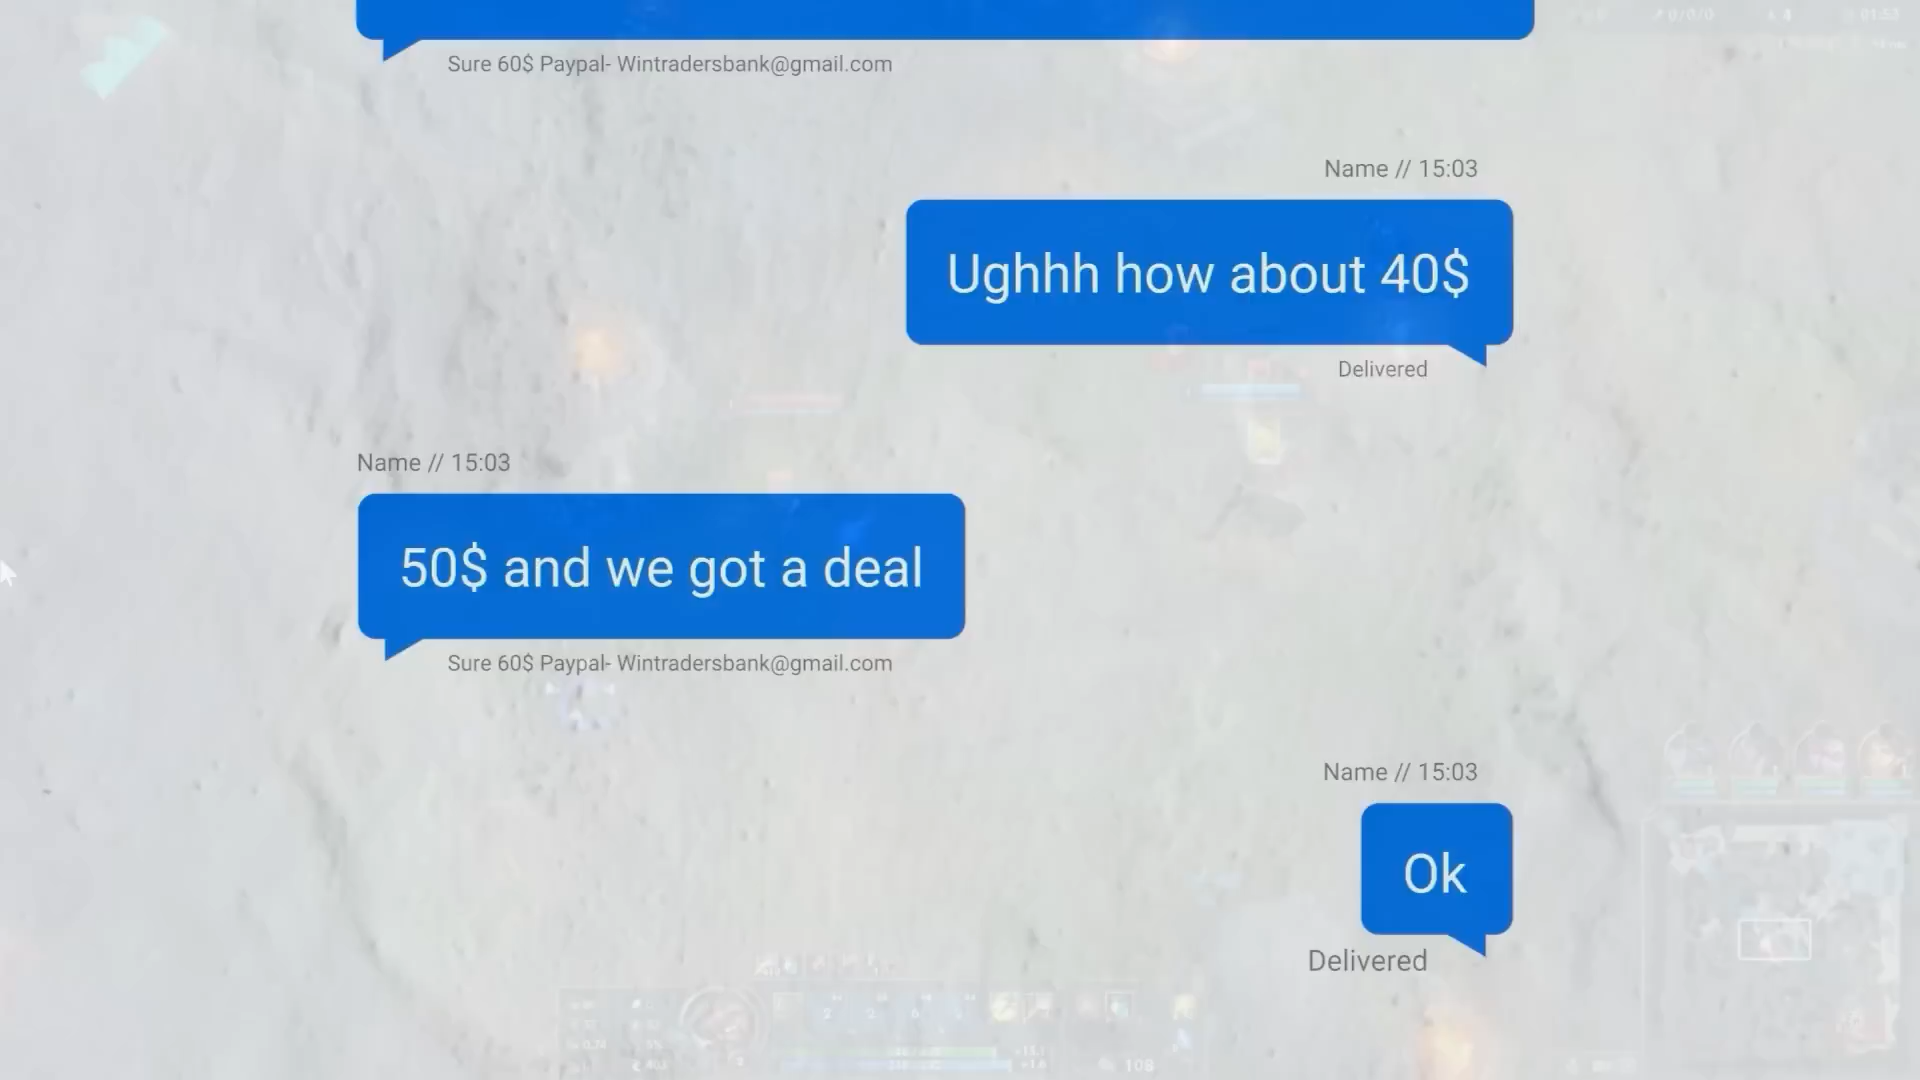 Sure 60$ Paypal- Wintradersbank@gmail.com
Name // 15:03
Ughhh how about 40$
Delivered
Name // 15:03
50$ and we got a deal
Sure 60$ Paypal- Wintradersbank@gmail.com
Name // 15:03
Ok
Delivered
108